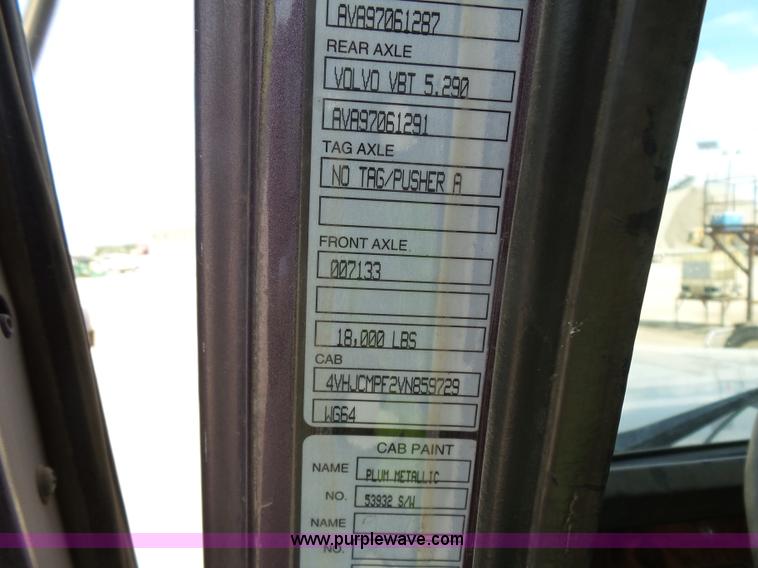 AVA97061287
REAR AXLE
VOLVO VBT 5.290
AVA97061291
TAG AXLE
NO TAG/PUSHER A
FRONT AXLE
007133
18,000 LBS
CAB
4VHJCMPF2VN859729
WG64
CAB PAINT
NAME PLUM METALLIC
NO. 53932 S/W
NAME
NO.
www.purplewave.com